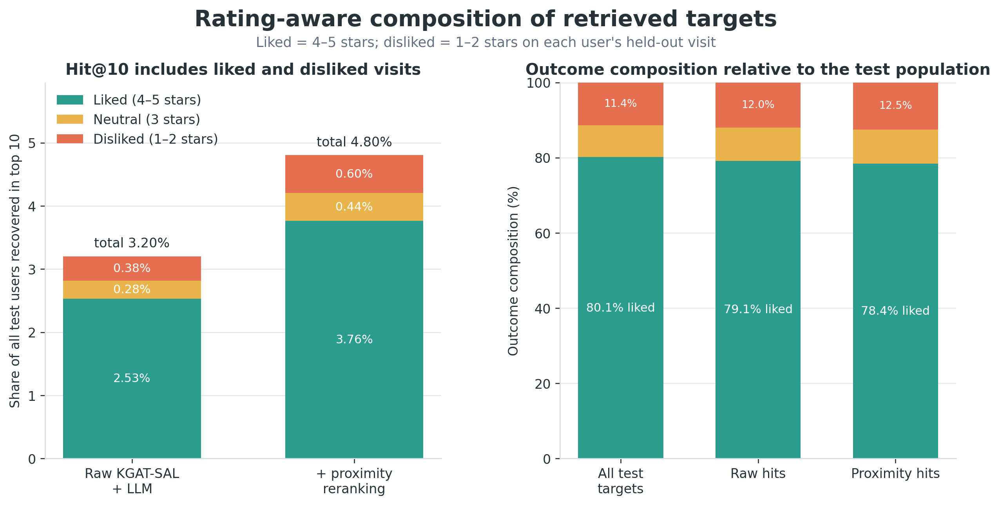 Rating-aware composition of retrieved targets
Liked = 4–5 stars; disliked = 1–2 stars on each user's held-out visit
Hit@10 includes liked and disliked visits
Share of all test users recovered in top 10
5
4
3
2
1
0
Liked (4–5 stars)
Neutral (3 stars)
Disliked (1–2 stars)
total 3.20%
0.38%
0.28%
2.53%
total 4.80%
0.60%
0.44%
3.76%
Raw KGAT-SAL
+ LLM
+ proximity
reranking
Outcome composition relative to the test population
Outcome composition (%)
100
80
60
40
20
0
11.4%
12.0%
12.5%
80.1% liked
79.1% liked
78.4% liked
All test
targets
Raw hits
Proximity hits